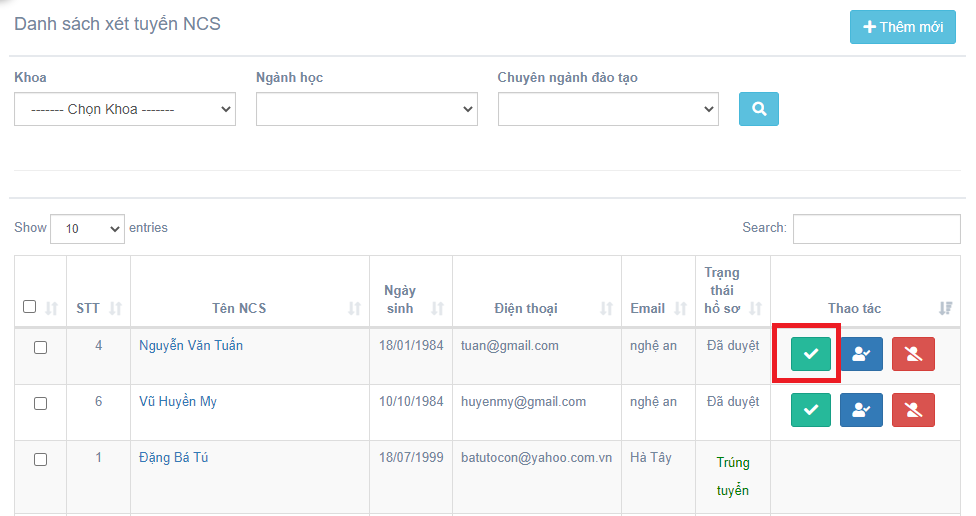 Danh sách xét tuyển NCS
Thêm mới
Khoa Ngành học Chuyên ngành đào tạo
------- Chọn Khoa -------
Show 10 entries Search:
STT Tên NCS Ngày sinh Điện thoại Email Trạng thái hồ sơ Thao tác
4 Nguyễn Văn Tuấn 18/01/1984 tuan@gmail.com nghệ an Đã duyệt
6 Vũ Huyền My 10/10/1984 huyenmy@gmail.com nghệ an Đã duyệt
1 Đặng Bá Tú 18/07/1999 batutocon@yahoo.com.vn Hà Tây Trúng tuyển